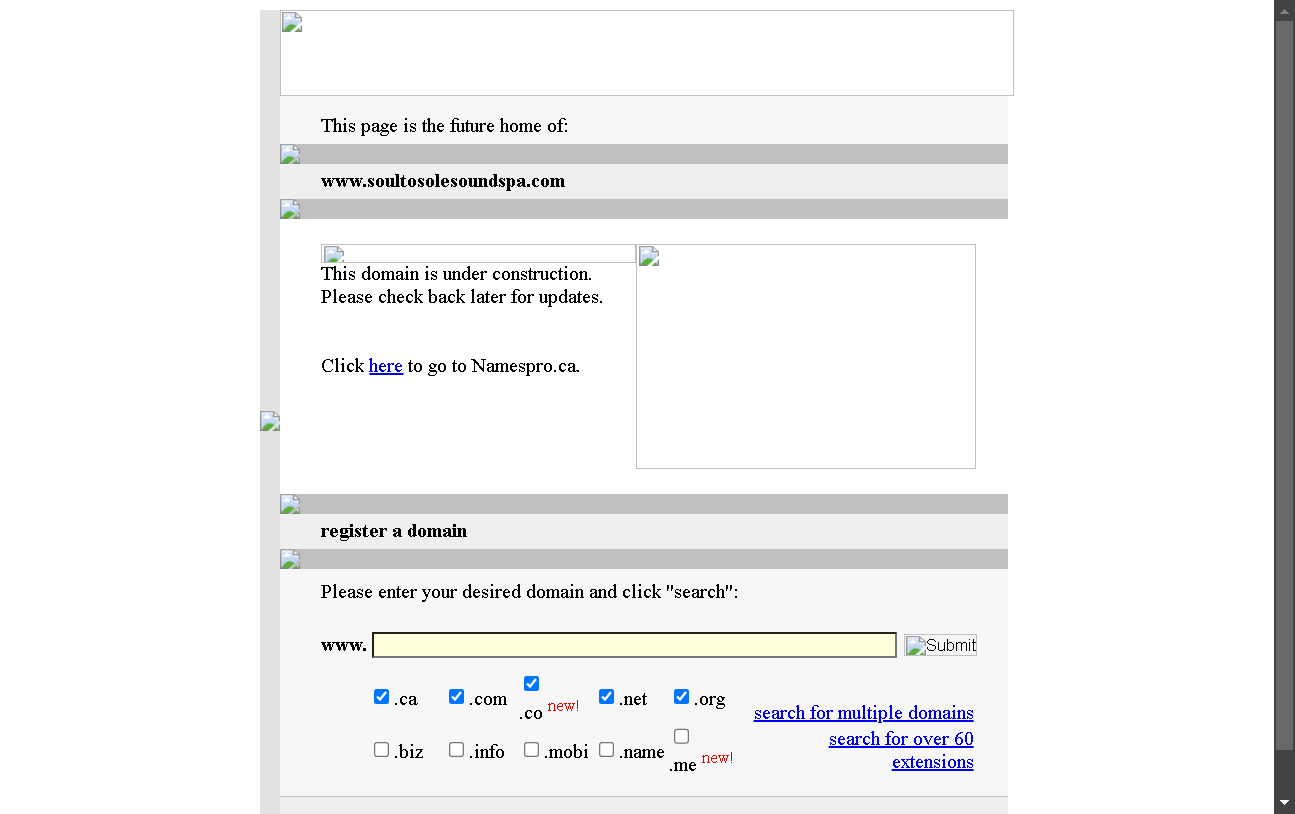 This page is the future home of:
www.soultosolesoundspa.com
This domain is under construction.
Please check back later for updates.
Click here to go to Namespro.ca.
register a domain
Please enter your desired domain and click "search":
www. Submit
.ca .com .co new! .net .org
search for multiple domains
.biz .info .mobi .name .me new!
search for over 60
extensions